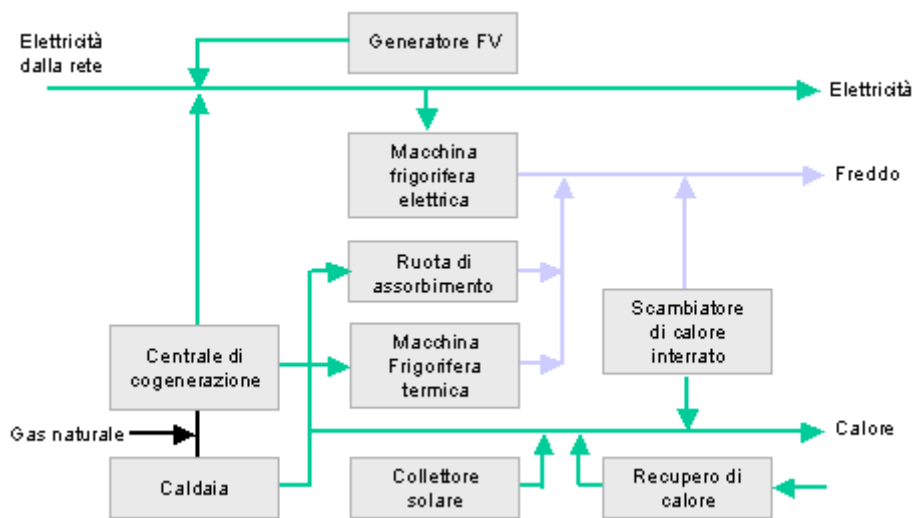 Elettricità
dalla rete
Generatore FV
Elettricità
Macchina
frigorifera
elettrica
Freddo
Ruota di
assorbimento
Scambiatore
di calore
interrato
Centrale di
cogenerazione
Macchina
Frigorifera
termica
Gas naturale
Calore
Caldaia
Collettore
solare
Recupero di
calore